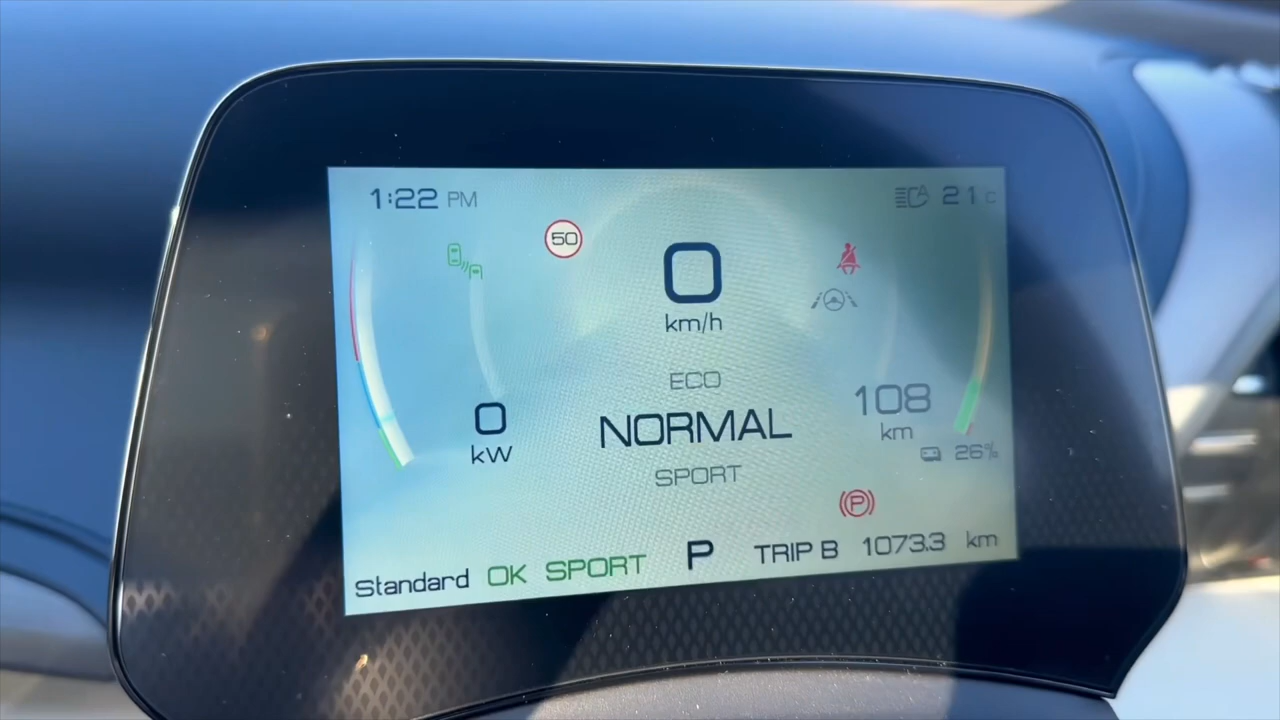 1:22 PM
A 21 c
50
0
km/h
ECO
NORMAL
SPORT
0
kW
108
km
26%
P
Standard OK SPORT P TRIP B 1073.3 km